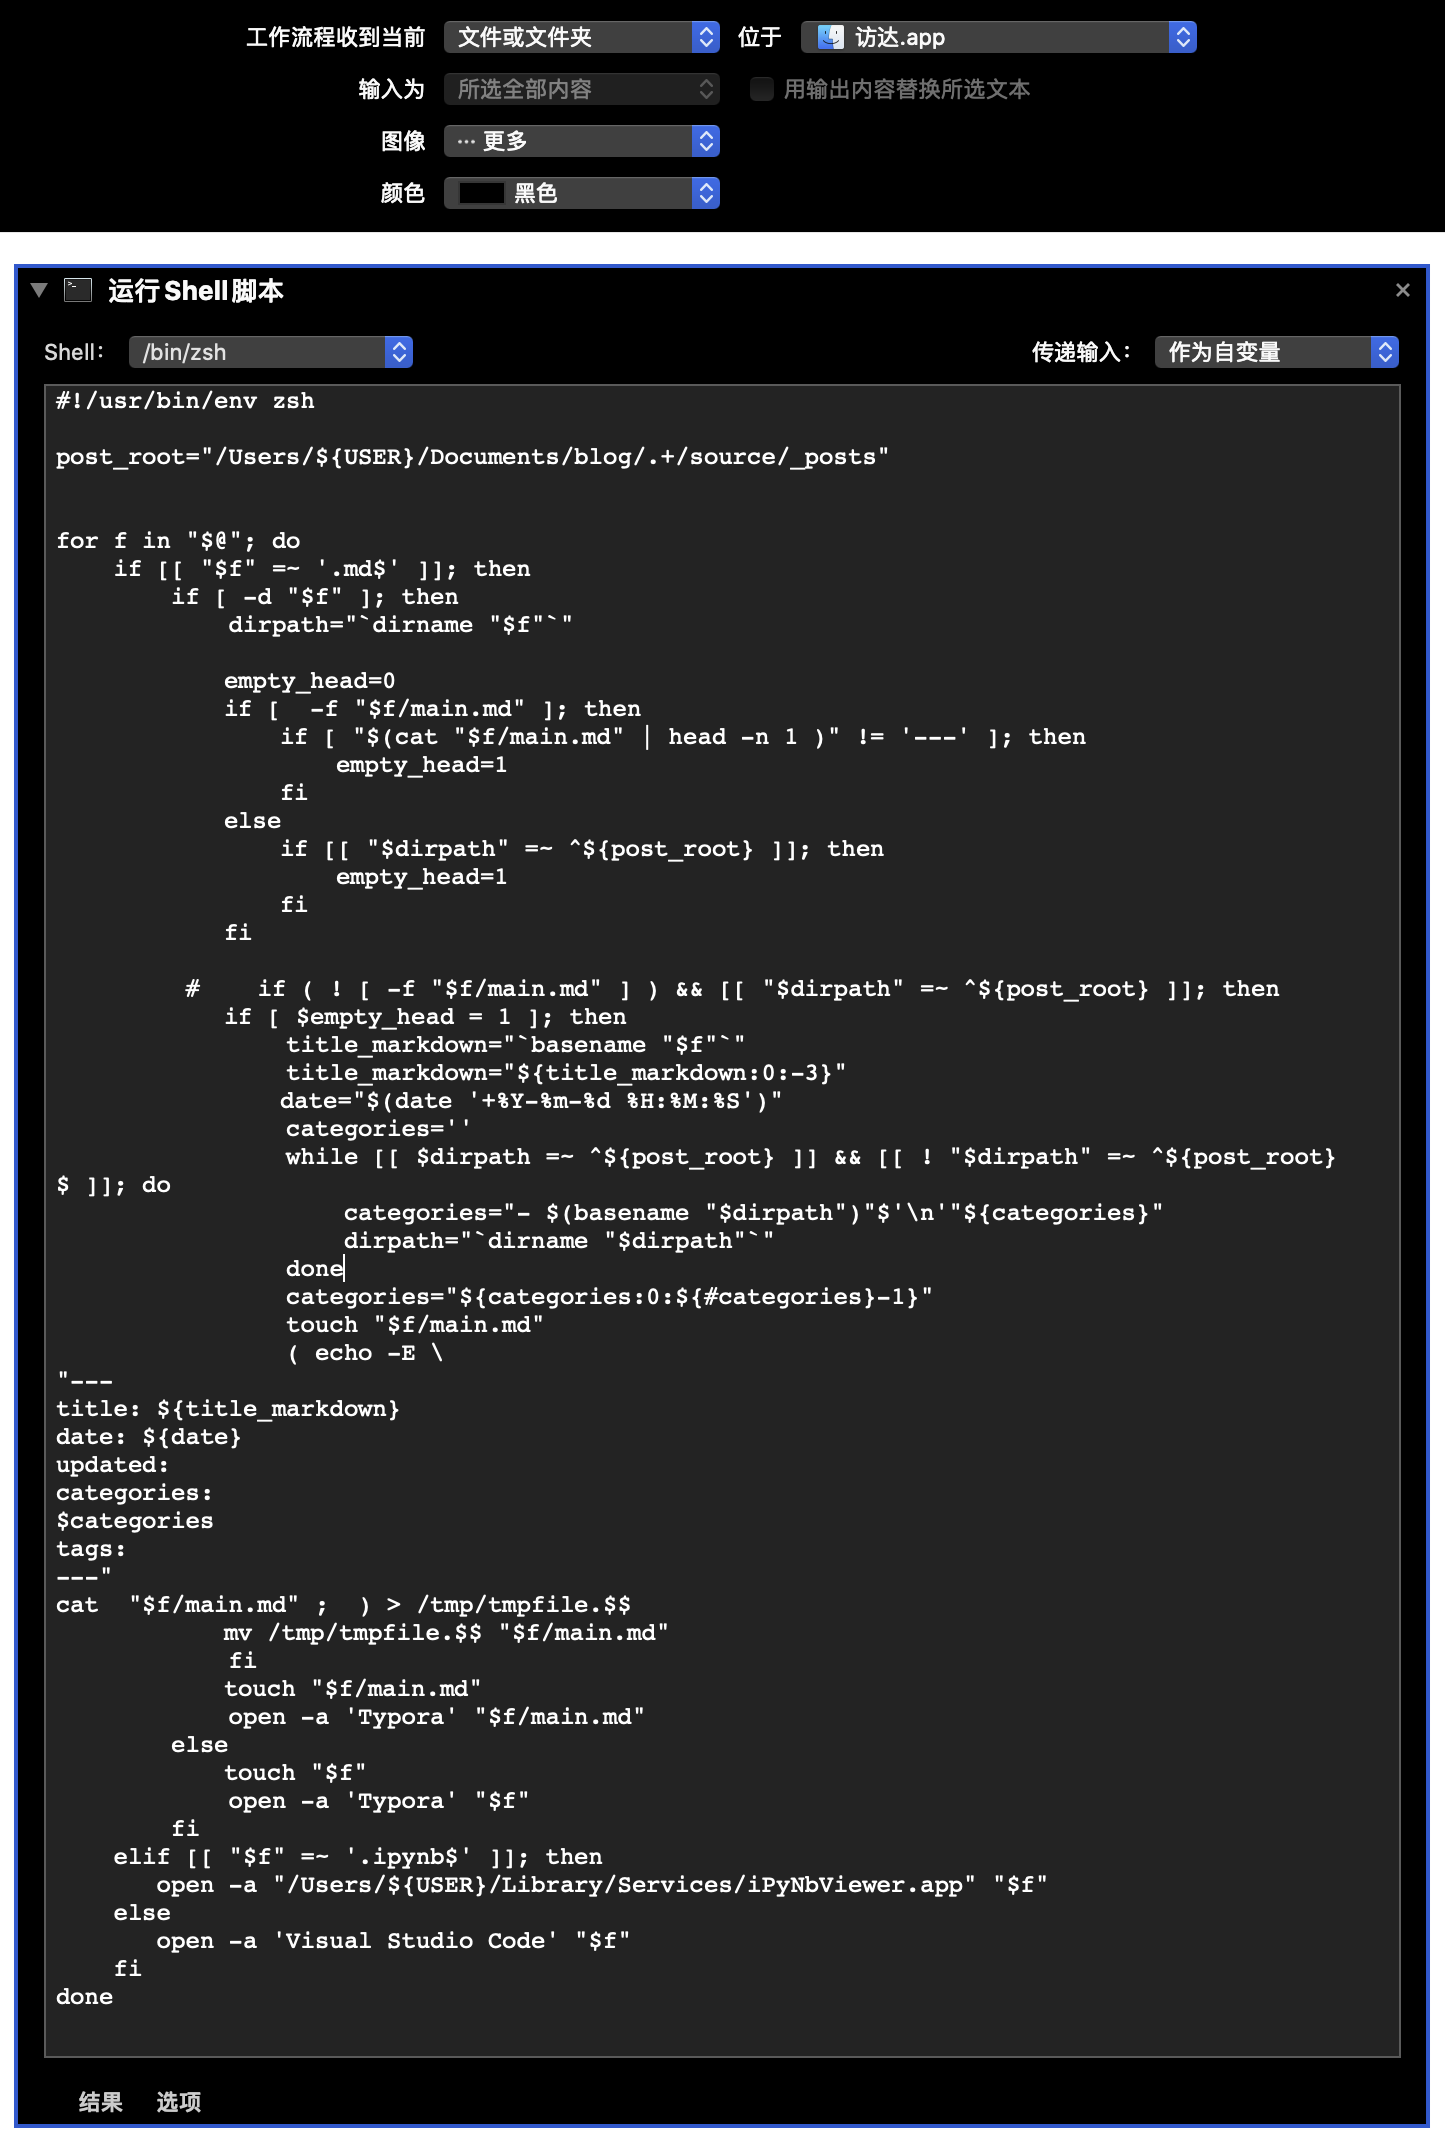 工作流程收到当前 文件或文件夹 位于 访达.app
输入为 所选全部内容 用输出内容替换所选文本
图像 ··· 更多
颜色 黑色
运行 Shell 脚本
Shell: /bin/zsh 传递输入: 作为自变量
#!/usr/bin/env zsh
post_root="/Users/${USER}/Documents/blog/.+/source/_posts"
for f in "$@"; do
    if [[ "$f" =~ '.md$' ]]; then
        if [ -d "$f" ]; then
            dirpath="`dirname "$f"`"
            empty_head=0
            if [  -f "$f/main.md" ]; then
                if [ "$(cat "$f/main.md" | head -n 1 )" != '---' ]; then
                    empty_head=1
                fi
            else
                if [[ "$dirpath" =~ ^${post_root} ]]; then
                    empty_head=1
                fi
            fi
         #    if ( ! [ -f "$f/main.md" ] ) && [[ "$dirpath" =~ ^${post_root} ]]; then
            if [ $empty_head = 1 ]; then
                title_markdown="`basename "$f"`"
                title_markdown="${title_markdown:0:-3}"
                date="$(date '+%Y-%m-%d %H:%M:%S')"
                categories=''
                while [[ $dirpath =~ ^${post_root} ]] && [[ ! "$dirpath" =~ ^${post_root}
$ ]]; do
                    categories="- $(basename "$dirpath")"$'\n'"${categories}"
                    dirpath="`dirname "$dirpath"`"
                done
                categories="${categories:0:${#categories}-1}"
                touch "$f/main.md"
                ( echo -E \
"---
title: ${title_markdown}
date: ${date}
updated:
categories:
$categories
tags:
---"
cat  "$f/main.md" ;  ) > /tmp/tmpfile.$$
            mv /tmp/tmpfile.$$ "$f/main.md"
            fi
            touch "$f/main.md"
            open -a 'Typora' "$f/main.md"
        else
            touch "$f"
            open -a 'Typora' "$f"
        fi
    elif [[ "$f" =~ '.ipynb$' ]]; then
       open -a "/Users/${USER}/Library/Services/iPyNbViewer.app" "$f"
    else
       open -a 'Visual Studio Code' "$f"
    fi
done
结果 选项